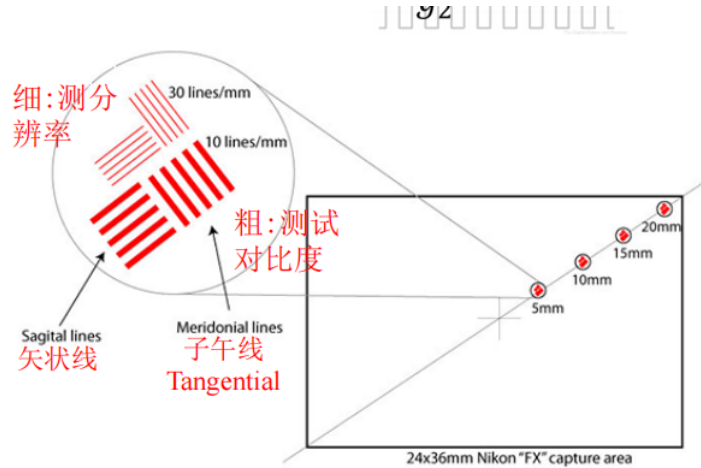 92
30 lines/mm
细:测分
辨率
10 lines/mm
粗:测试
对比度
20mm
15mm
10mm
5mm
Sagital lines
矢状线
Meridonial lines
子午线
Tangential
24x36mm Nikon "FX" capture area